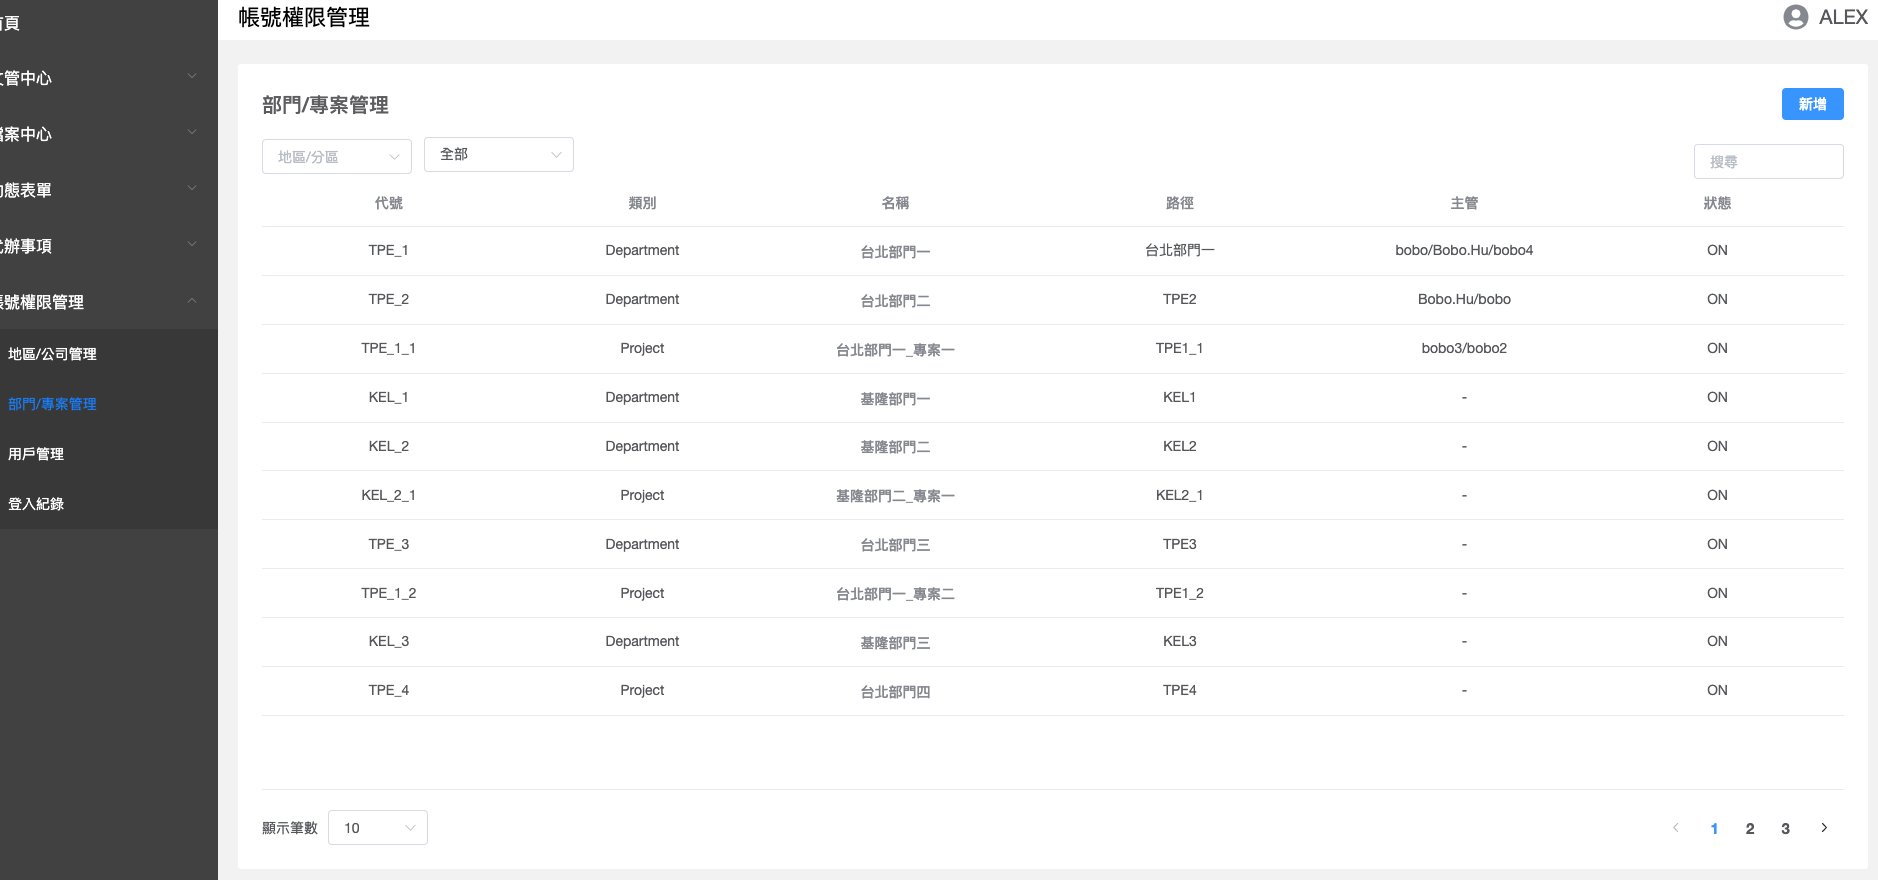 帳號權限管理
ALEX
頁
管中心
案中心
態表單
辦事項
號權限管理
地區/公司管理
部門/專案管理
用戶管理
登入紀錄
部門/專案管理
新增
地區/分區
全部
搜尋
代號 類別 名稱 路徑 主管 狀態
TPE_1 Department 台北部門一 台北部門一 bobo/Bobo.Hu/bobo4 ON
TPE_2 Department 台北部門二 TPE2 Bobo.Hu/bobo ON
TPE_1_1 Project 台北部門一_專案一 TPE1_1 bobo3/bobo2 ON
KEL_1 Department 基隆部門一 KEL1 - ON
KEL_2 Department 基隆部門二 KEL2 - ON
KEL_2_1 Project 基隆部門二_專案一 KEL2_1 - ON
TPE_3 Department 台北部門三 TPE3 - ON
TPE_1_2 Project 台北部門一_專案二 TPE1_2 - ON
KEL_3 Department 基隆部門三 KEL3 - ON
TPE_4 Project 台北部門四 TPE4 - ON
顯示筆數 10
1 2 3